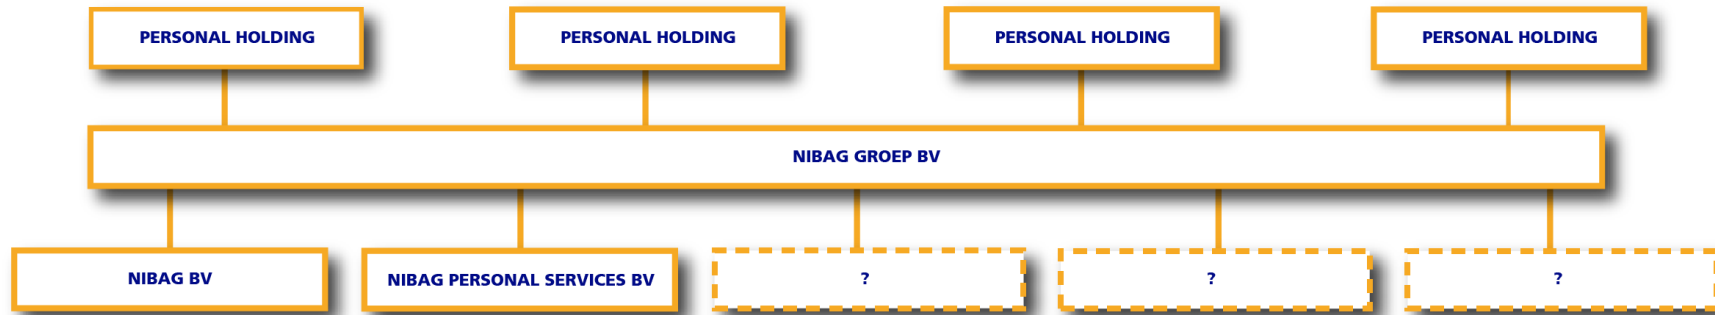 PERSONAL HOLDING
PERSONAL HOLDING
PERSONAL HOLDING
PERSONAL HOLDING
NIBAG GROEP BV
NIBAG BV
NIBAG PERSONAL SERVICES BV
?
?
?